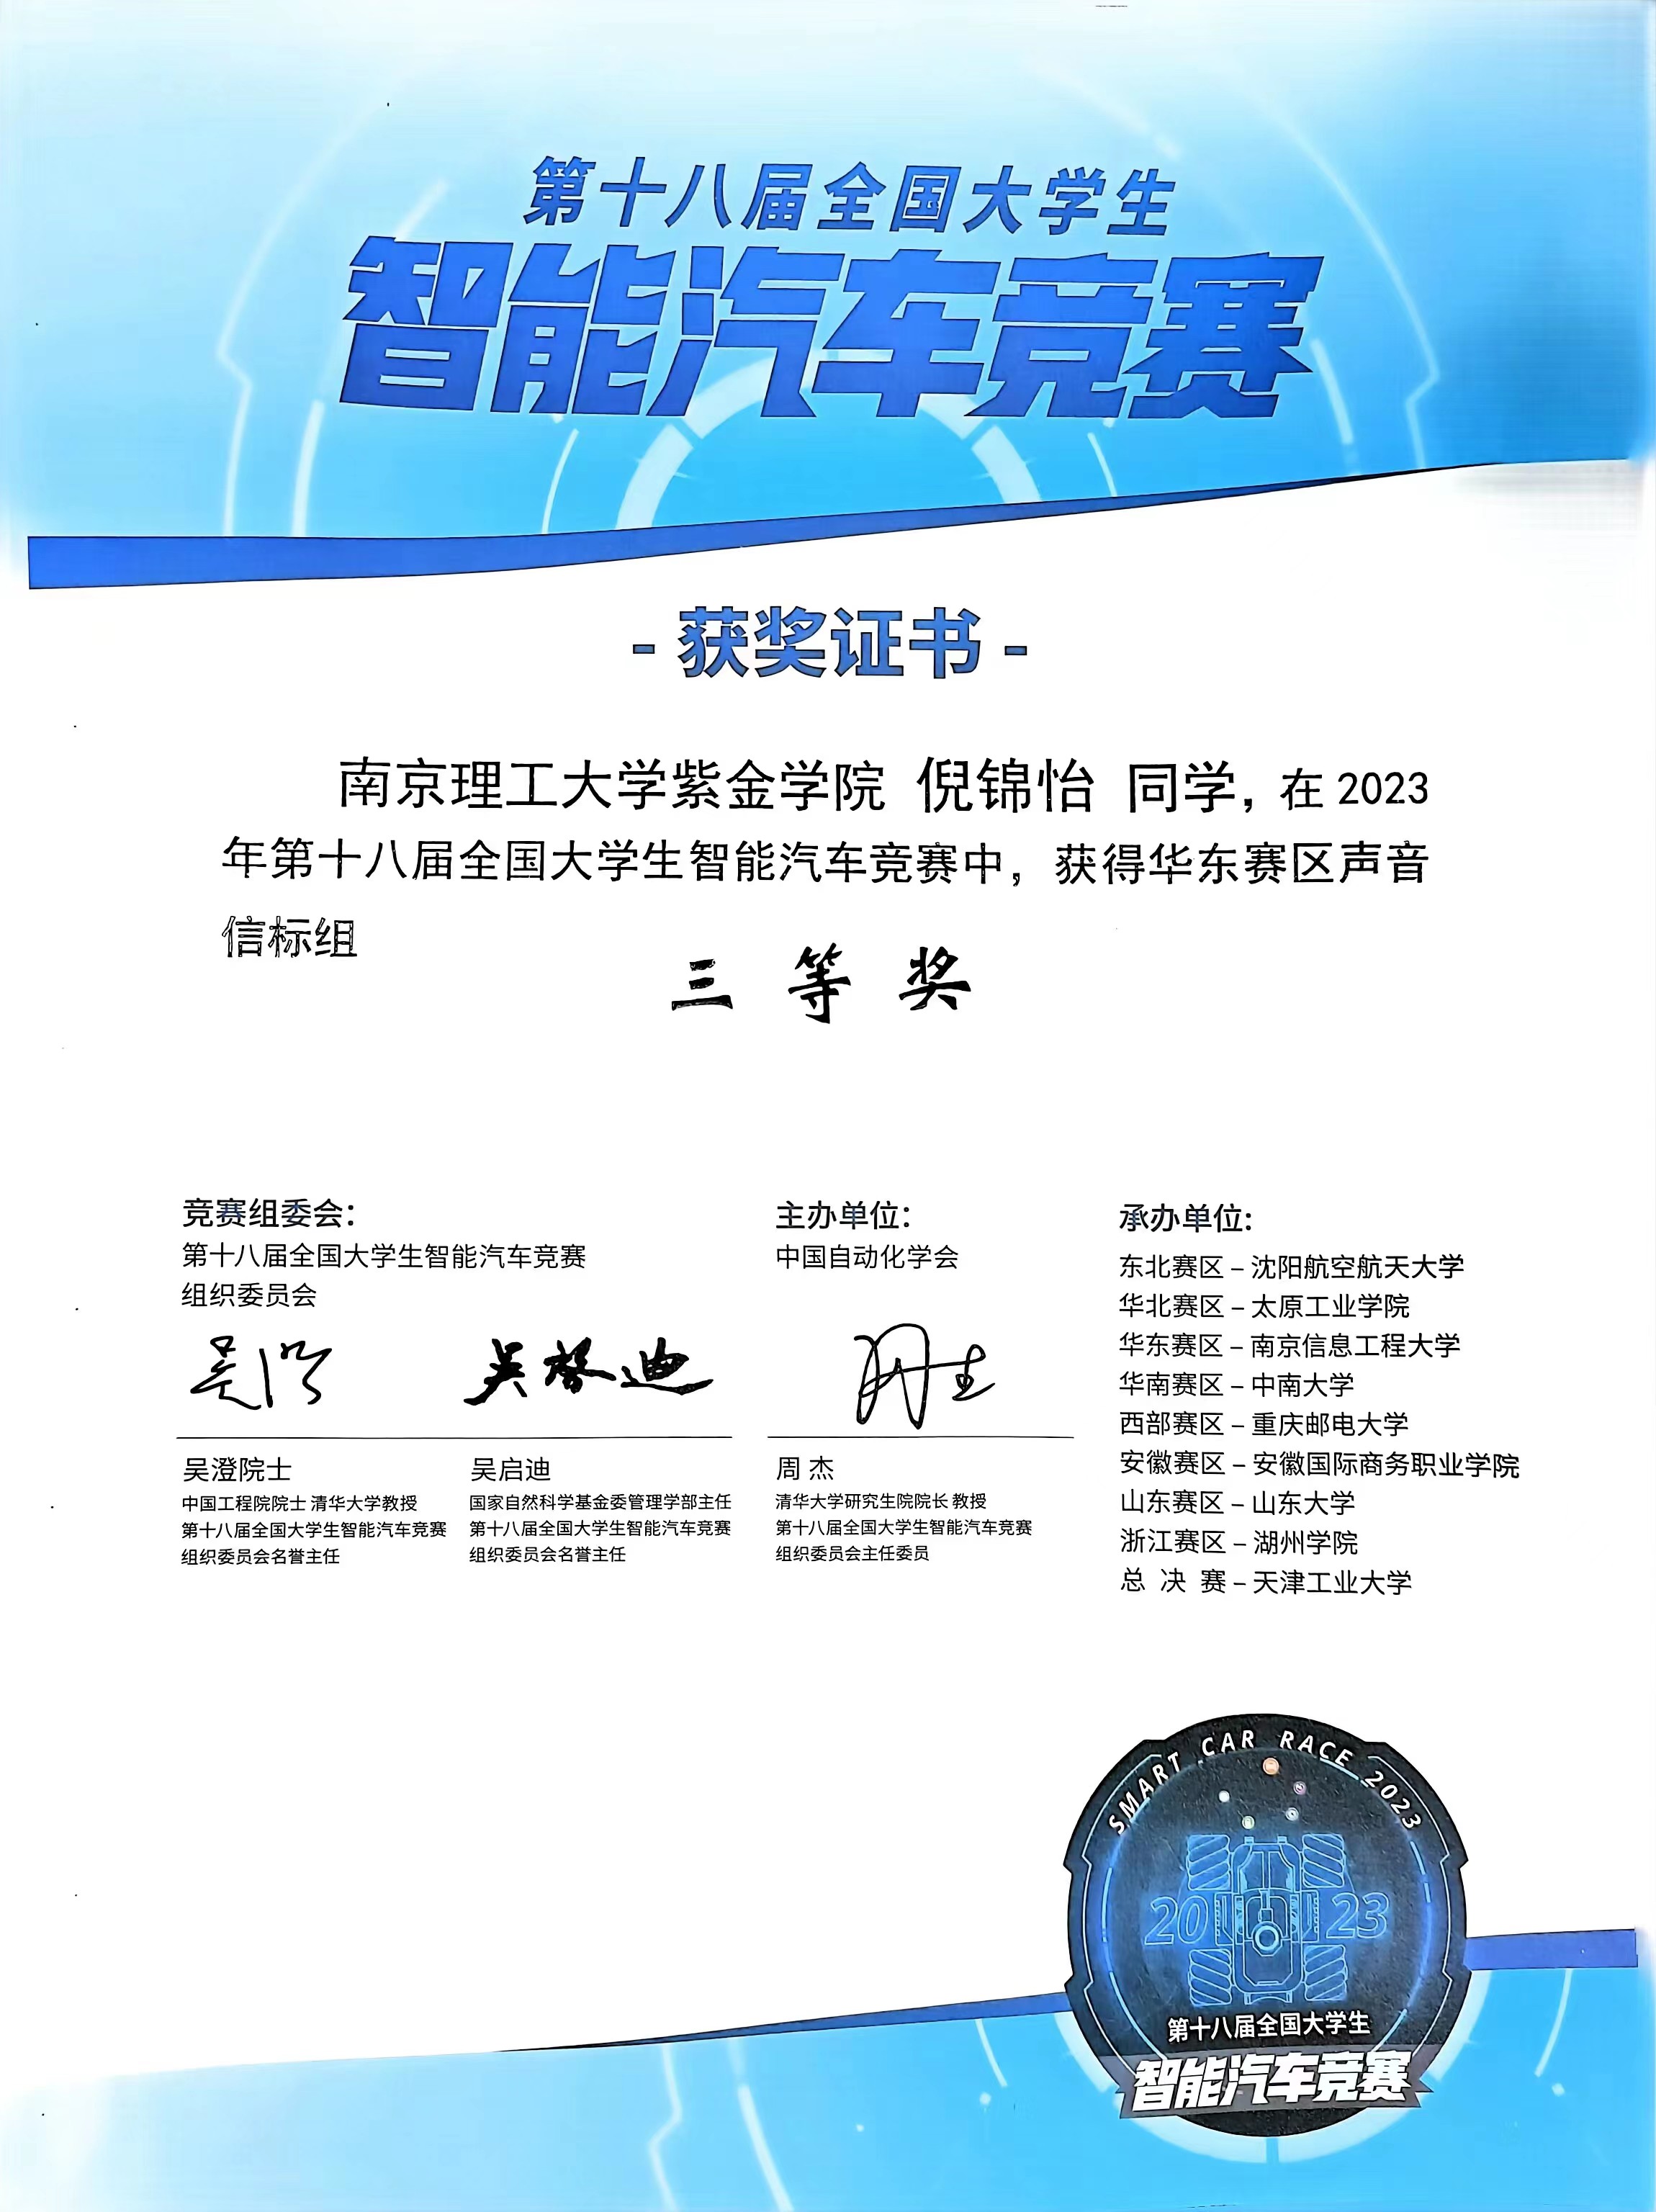 第十八届全国大学生
智能汽车竞赛
- 获奖证书 -
南京理工大学紫金学院 倪锦怡 同学，在 2023
年第十八届全国大学生智能汽车竞赛中，获得华东赛区声音
信标组
三 等 奖
竞赛组委会：
第十八届全国大学生智能汽车竞赛
组织委员会
吴澄
吴启迪
吴澄院士
中国工程院院士 清华大学教授
第十八届全国大学生智能汽车竞赛
组织委员会名誉主任
吴启迪
国家自然科学基金委管理学部主任
第十八届全国大学生智能汽车竞赛
组织委员会名誉主任
主办单位：
中国自动化学会
周 杰
清华大学研究生院院长 教授
第十八届全国大学生智能汽车竞赛
组织委员会主任委员
承办单位：
东北赛区 – 沈阳航空航天大学
华北赛区 – 太原工业学院
华东赛区 – 南京信息工程大学
华南赛区 – 中南大学
西部赛区 – 重庆邮电大学
安徽赛区 – 安徽国际商务职业学院
山东赛区 – 山东大学
浙江赛区 – 湖州学院
总 决 赛 – 天津工业大学
SMART CAR RACE 2023
20 23
第十八届全国大学生
智能汽车竞赛